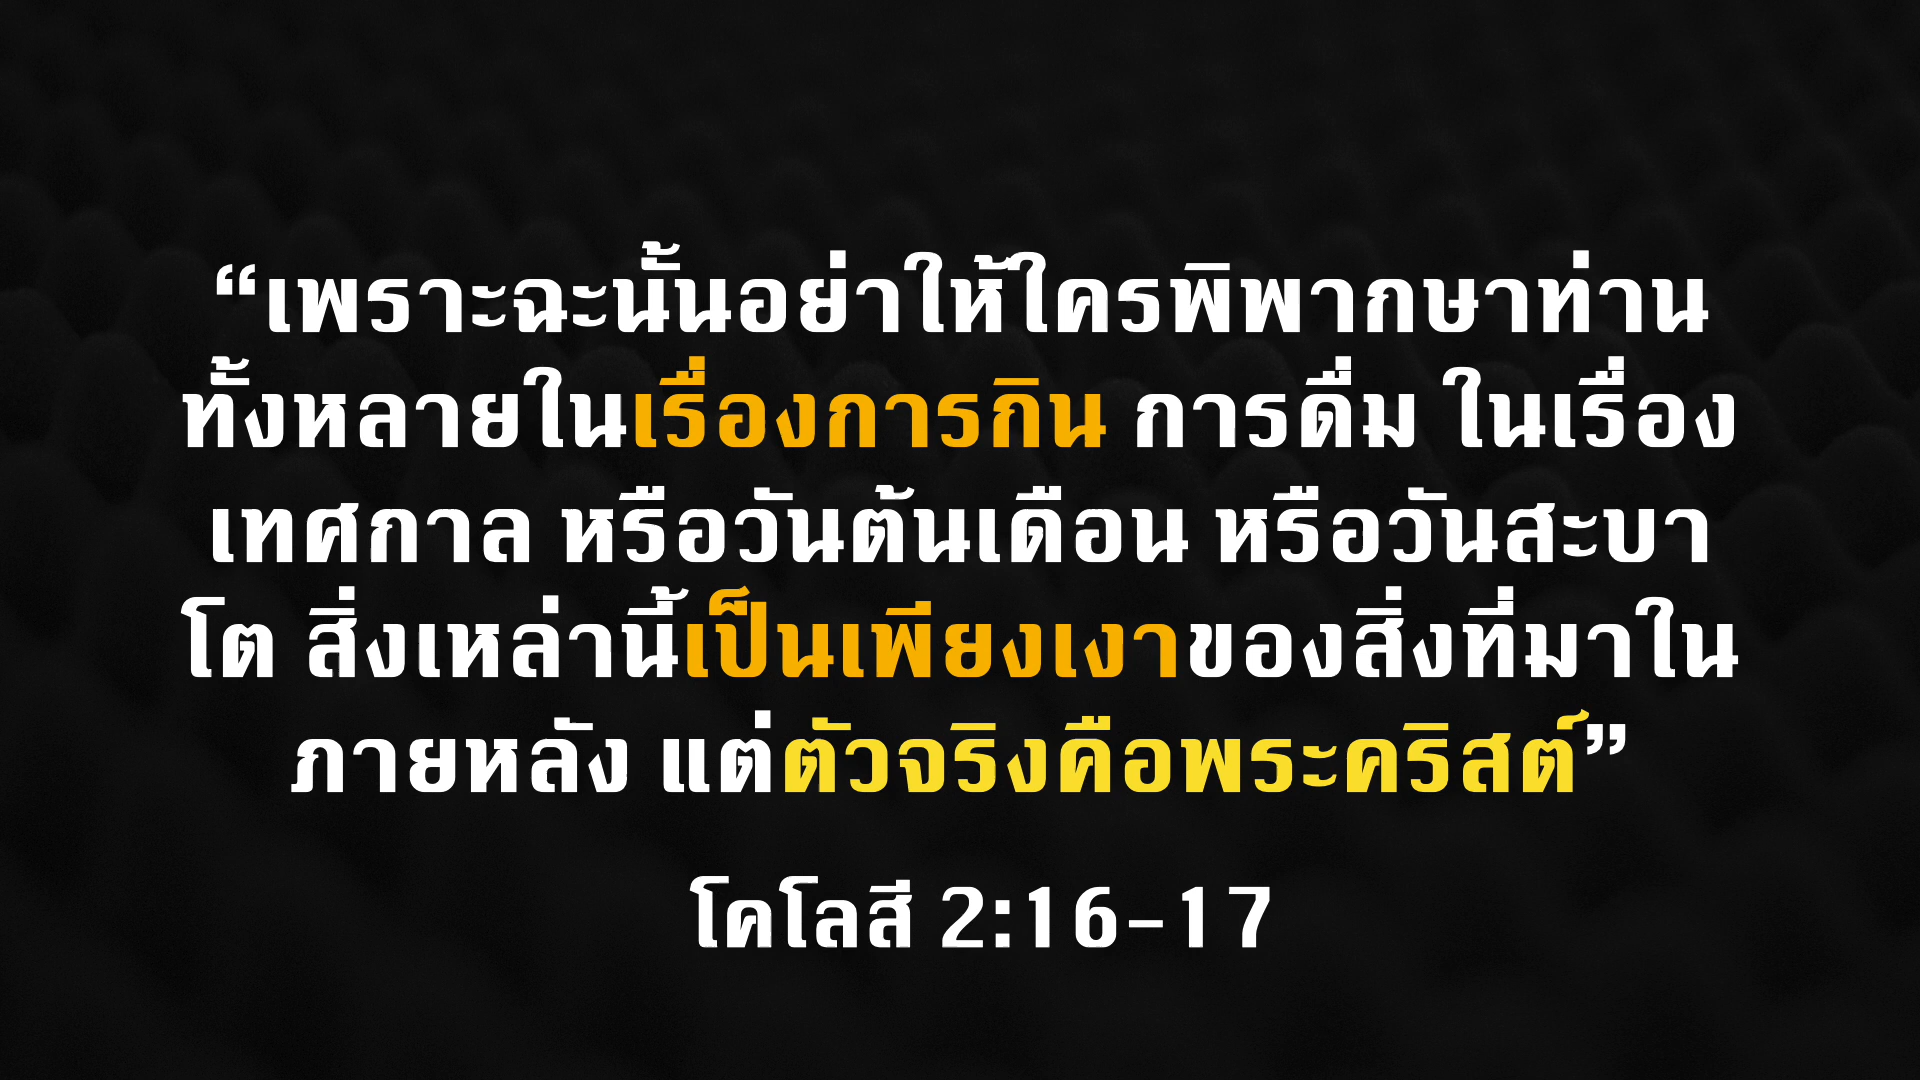 “เพราะฉะนั้นอย่าให้ใครพิพากษาท่าน
ทั้งหลายในเรื่องการกิน การดื่ม ในเรื่อง
เทศกาล หรือวันต้นเดือน หรือวันสะบา
โต สิ่งเหล่านี้เป็นเพียงเงาของสิ่งที่มาใน
ภายหลัง แต่ตัวจริงคือพระคริสต์”
โคโลสี 2:16-17